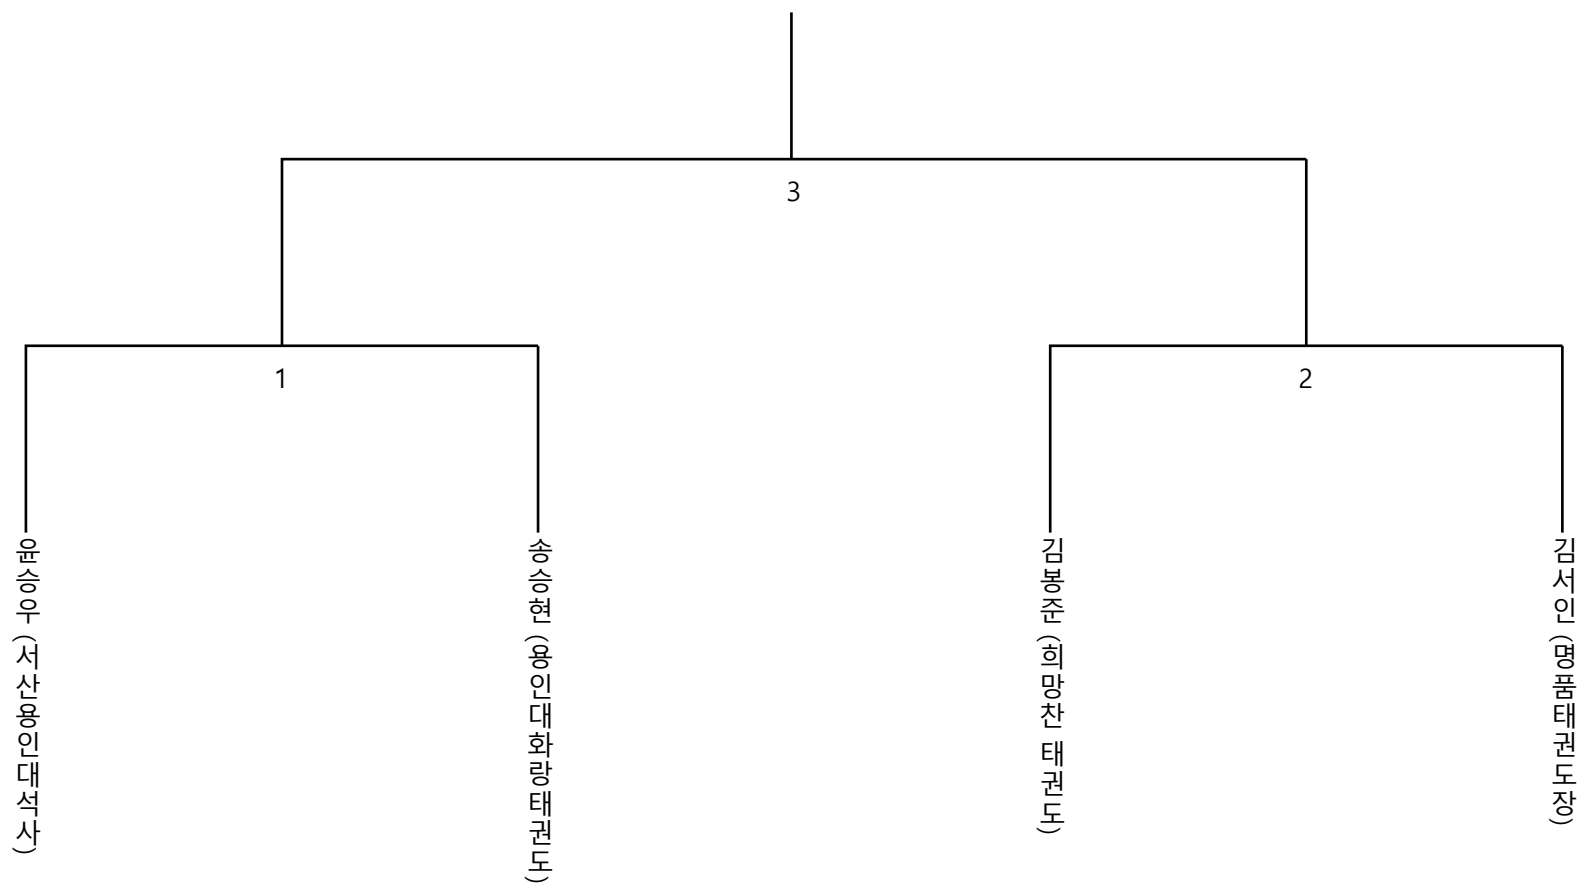 3
1
2
윤승우 (서산용인대석사)
송승현 (용인대화랑태권도)
김봉준 (희망찬 태권도)
김서인 (명품태권도장)